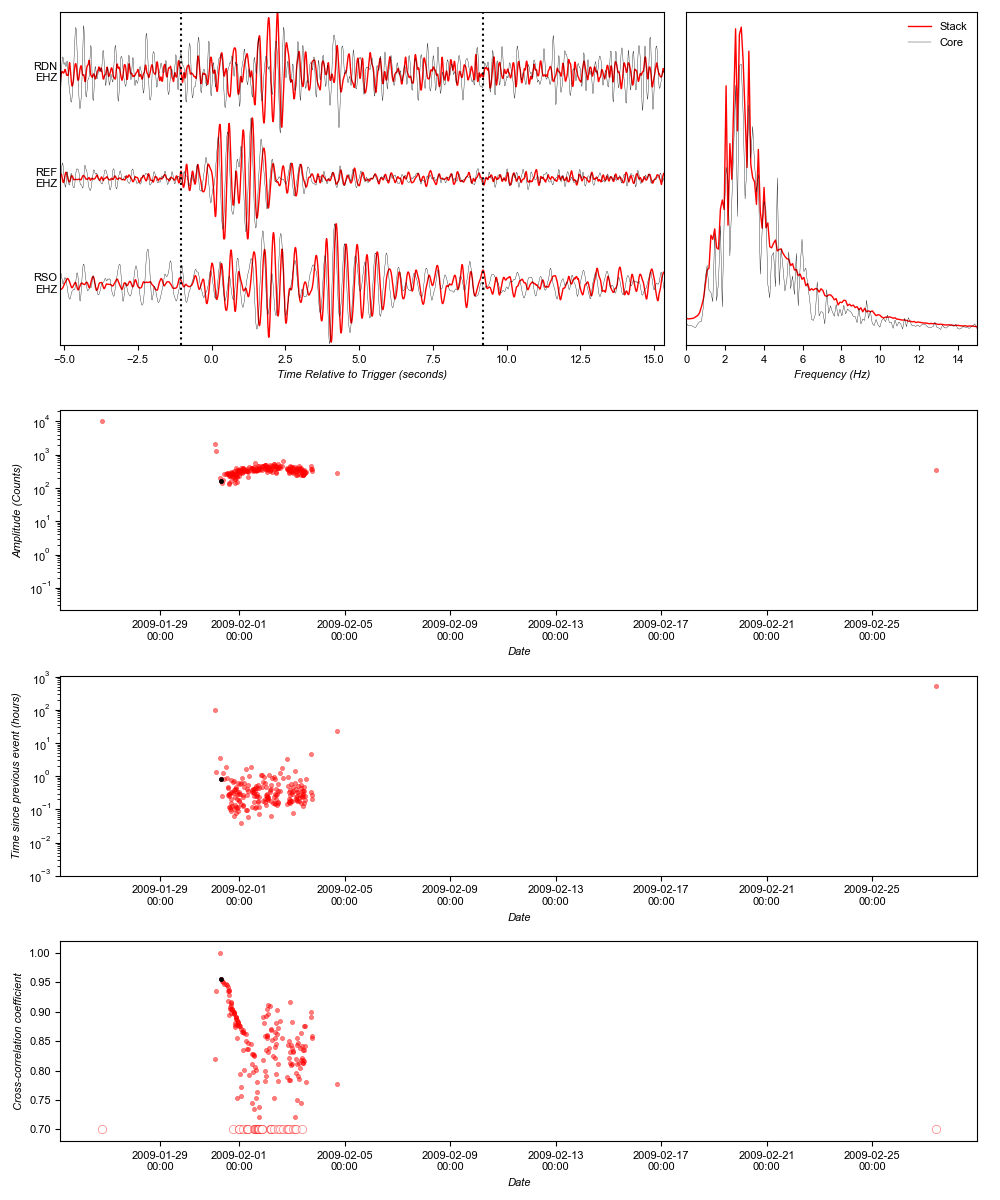 RDN
EHZ
REF
EHZ
RSO
EHZ
−5.0 −2.5 0.0 2.5 5.0 7.5 10.0 12.5 15.0
Time Relative to Trigger (seconds)
Stack
Core
0 2 4 6 8 10 12 14
Frequency (Hz)
Amplitude (Counts)
10⁴
10³
10²
10¹
10⁰
10⁻¹
2009-01-29 2009-02-01 2009-02-05 2009-02-09 2009-02-13 2009-02-17 2009-02-21 2009-02-25
00:00 00:00 00:00 00:00 00:00 00:00 00:00 00:00
Date
Time since previous event (hours)
10³
10²
10¹
10⁰
10⁻¹
10⁻²
10⁻³
2009-01-29 2009-02-01 2009-02-05 2009-02-09 2009-02-13 2009-02-17 2009-02-21 2009-02-25
00:00 00:00 00:00 00:00 00:00 00:00 00:00 00:00
Date
Cross-correlation coefficient
1.00
0.95
0.90
0.85
0.80
0.75
0.70
2009-01-29 2009-02-01 2009-02-05 2009-02-09 2009-02-13 2009-02-17 2009-02-21 2009-02-25
00:00 00:00 00:00 00:00 00:00 00:00 00:00 00:00
Date